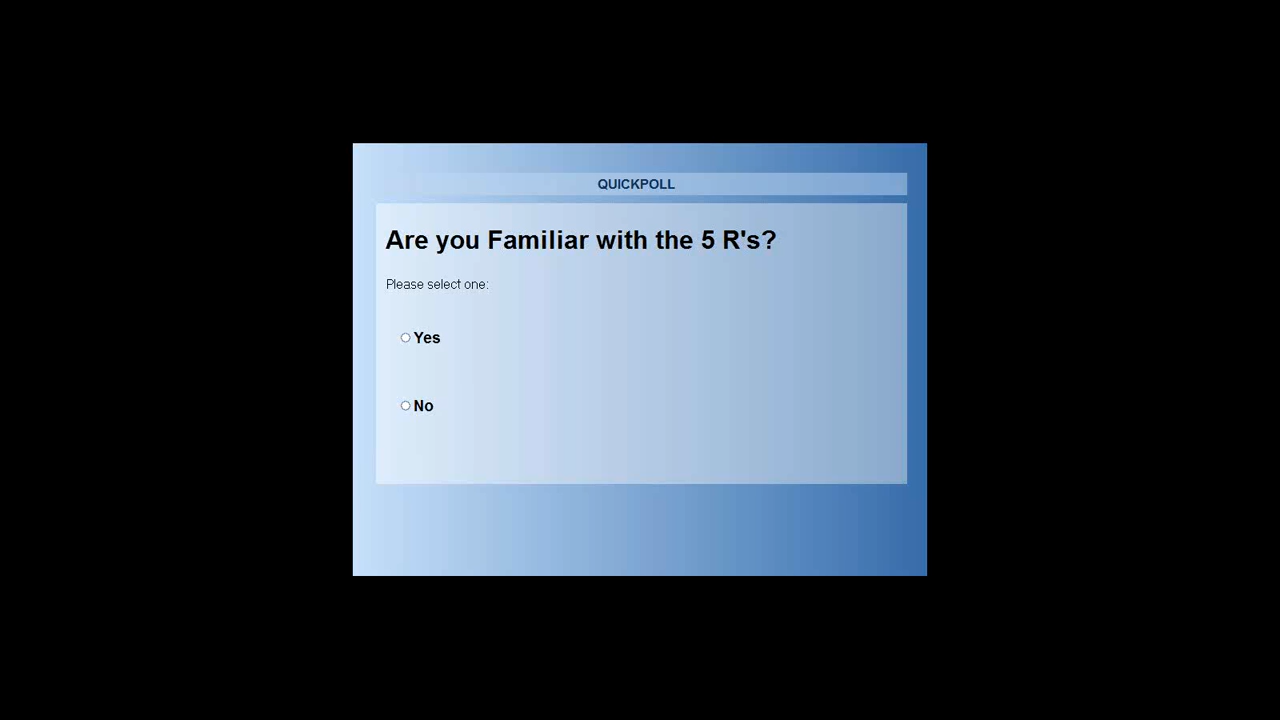 QUICKPOLL
Are you Familiar with the 5 R's?
Please select one:
Yes
No